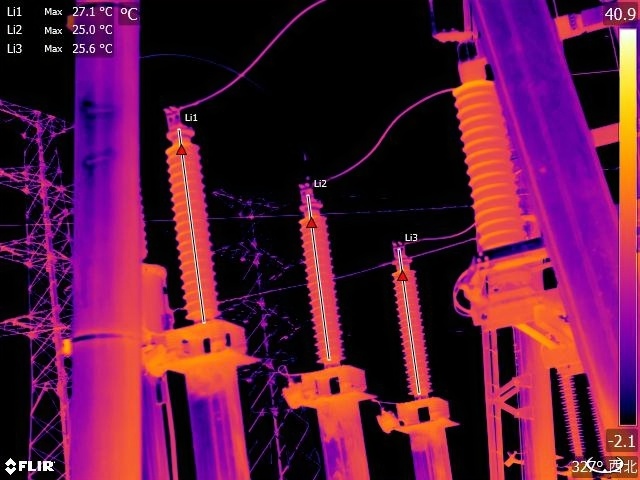 Li1 Max 27.1 °C °C
Li2 Max 25.0 °C
Li3 Max 25.6 °C
40.9
Li1
Li2
Li3
-2.1
FLIR
327° 西北